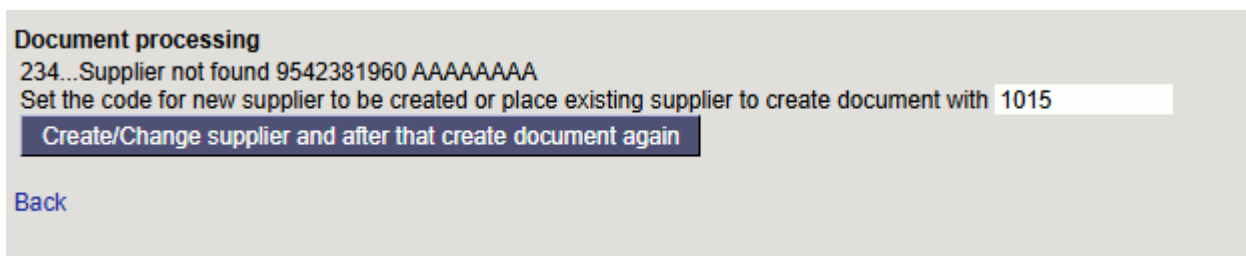 Document processing
234...Supplier not found 9542381960 AAAAAAAA
Set the code for new supplier to be created or place existing supplier to create document with 1015
Create/Change supplier and after that create document again
Back